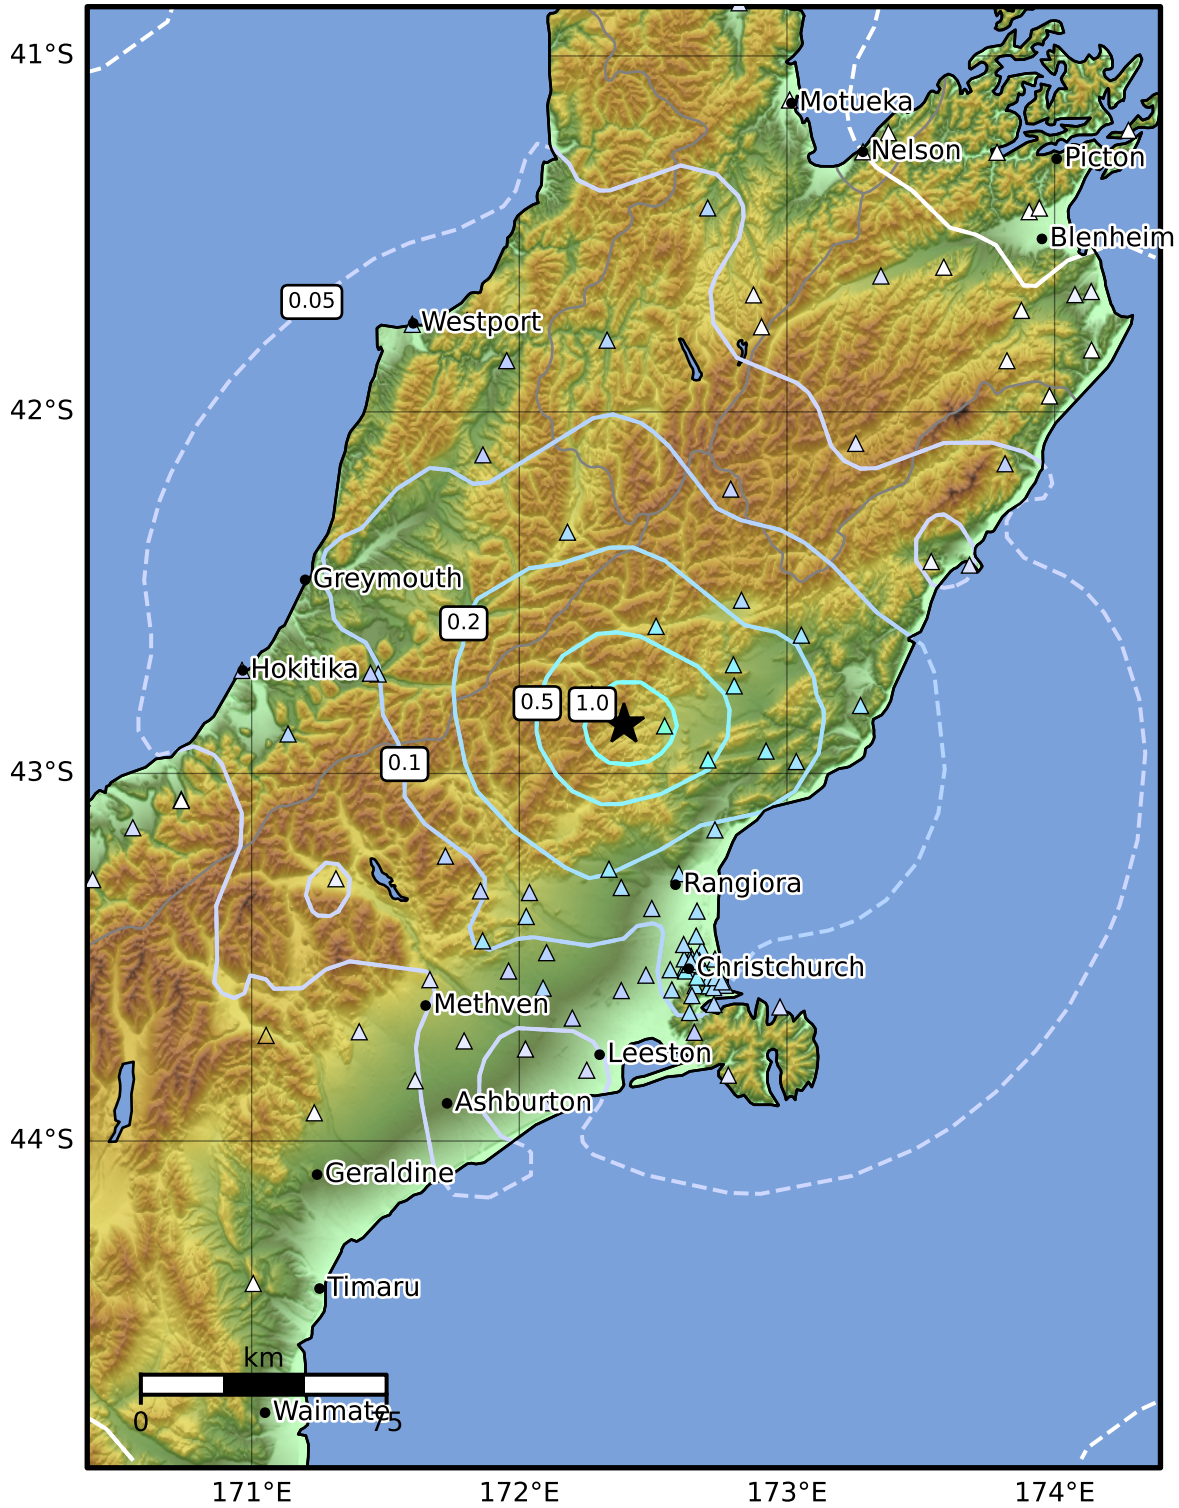 41°S
Motueka
Nelson
Picton
Blenheim
0.05
Westport
42°S
Greymouth
0.2
Hokitika
0.5
1.0
0.1
43°S
Rangiora
Christchurch
Methven
Leeston
Ashburton
44°S
Geraldine
Timaru
km
Waimate
0
75
171°E
172°E
173°E
174°E